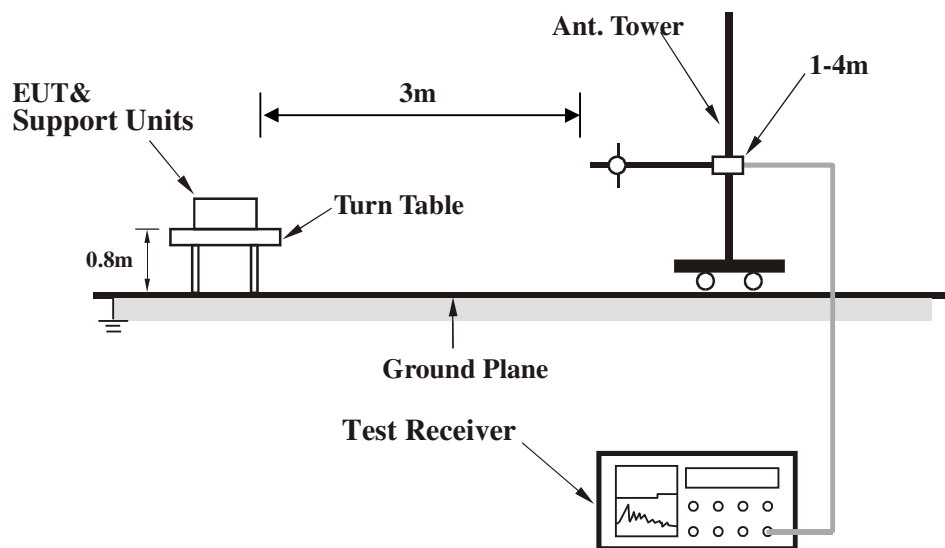 Ant. Tower
1-4m
3m
EUT&
Support Units
Turn Table
0.8m
Ground Plane
Test Receiver